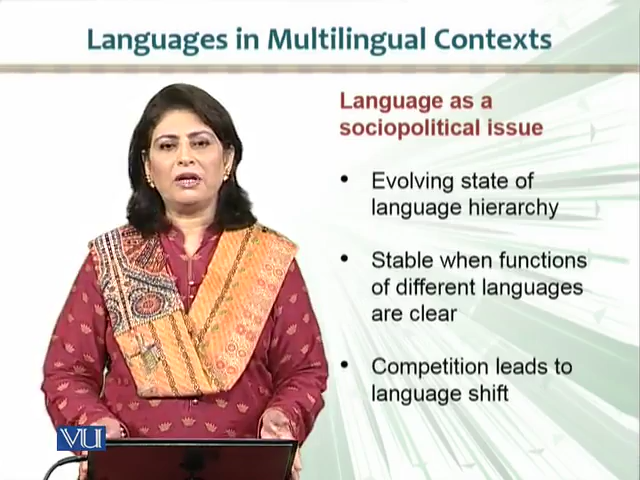 Languages in Multilingual Contexts
Language as a
sociopolitical issue
• Evolving state of
language hierarchy
• Stable when functions
of different languages
are clear
• Competition leads to
language shift
VU